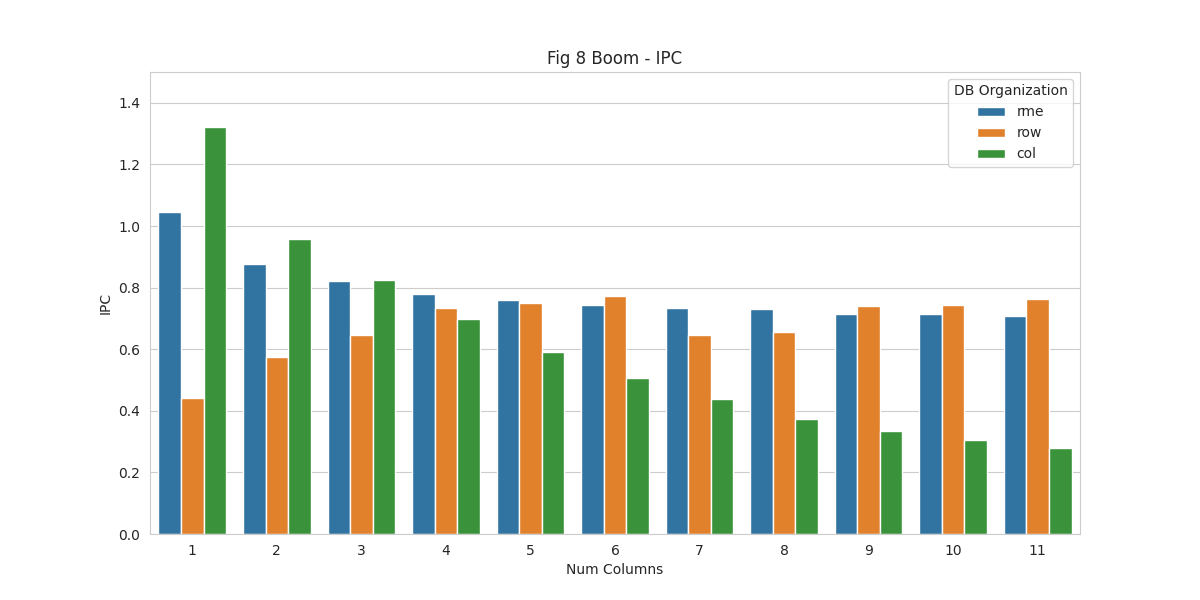 Fig 8 Boom - IPC
DB Organization
rme
row
col
1.4
1.2
1.0
0.8
0.6
0.4
0.2
0.0
IPC
1 2 3 4 5 6 7 8 9 10 11
Num Columns